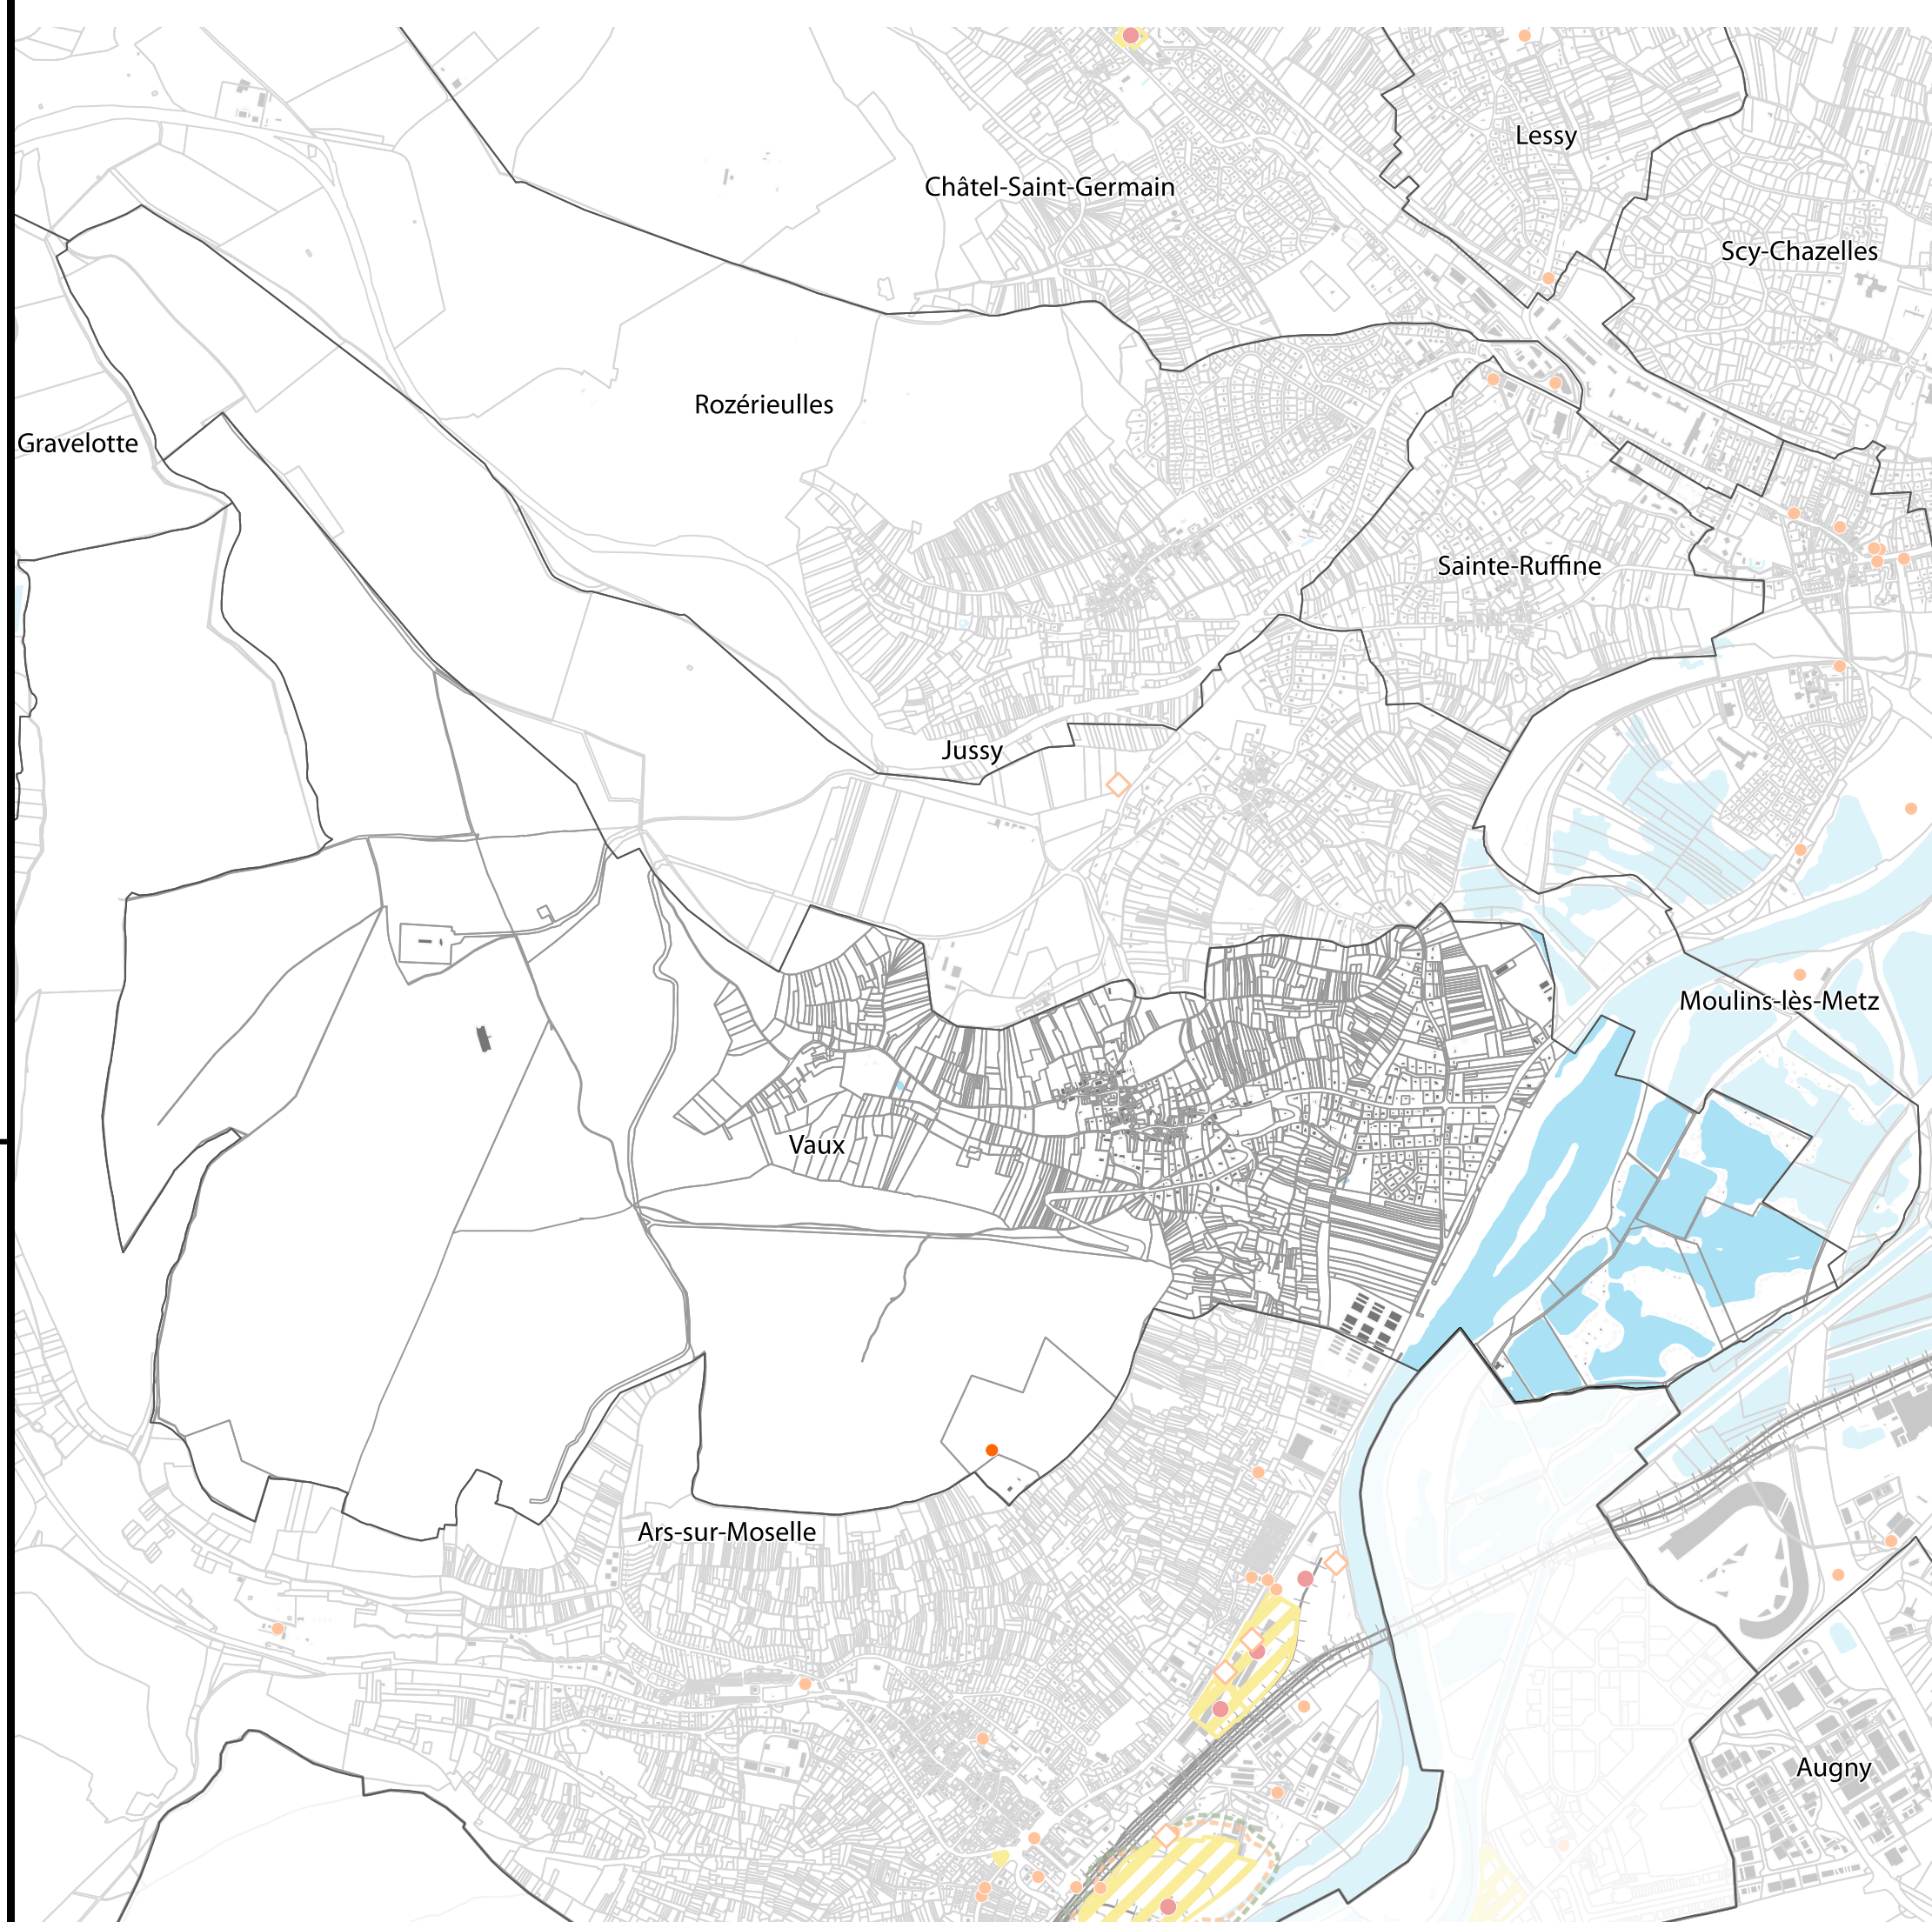 Lessy
Châtel-Saint-Germain
Scy-Chazelles
Rozérieulles
Gravelotte
Sainte-Ruffine
Jussy
Moulins-lès-Metz
Vaux
Ars-sur-Moselle
Augny